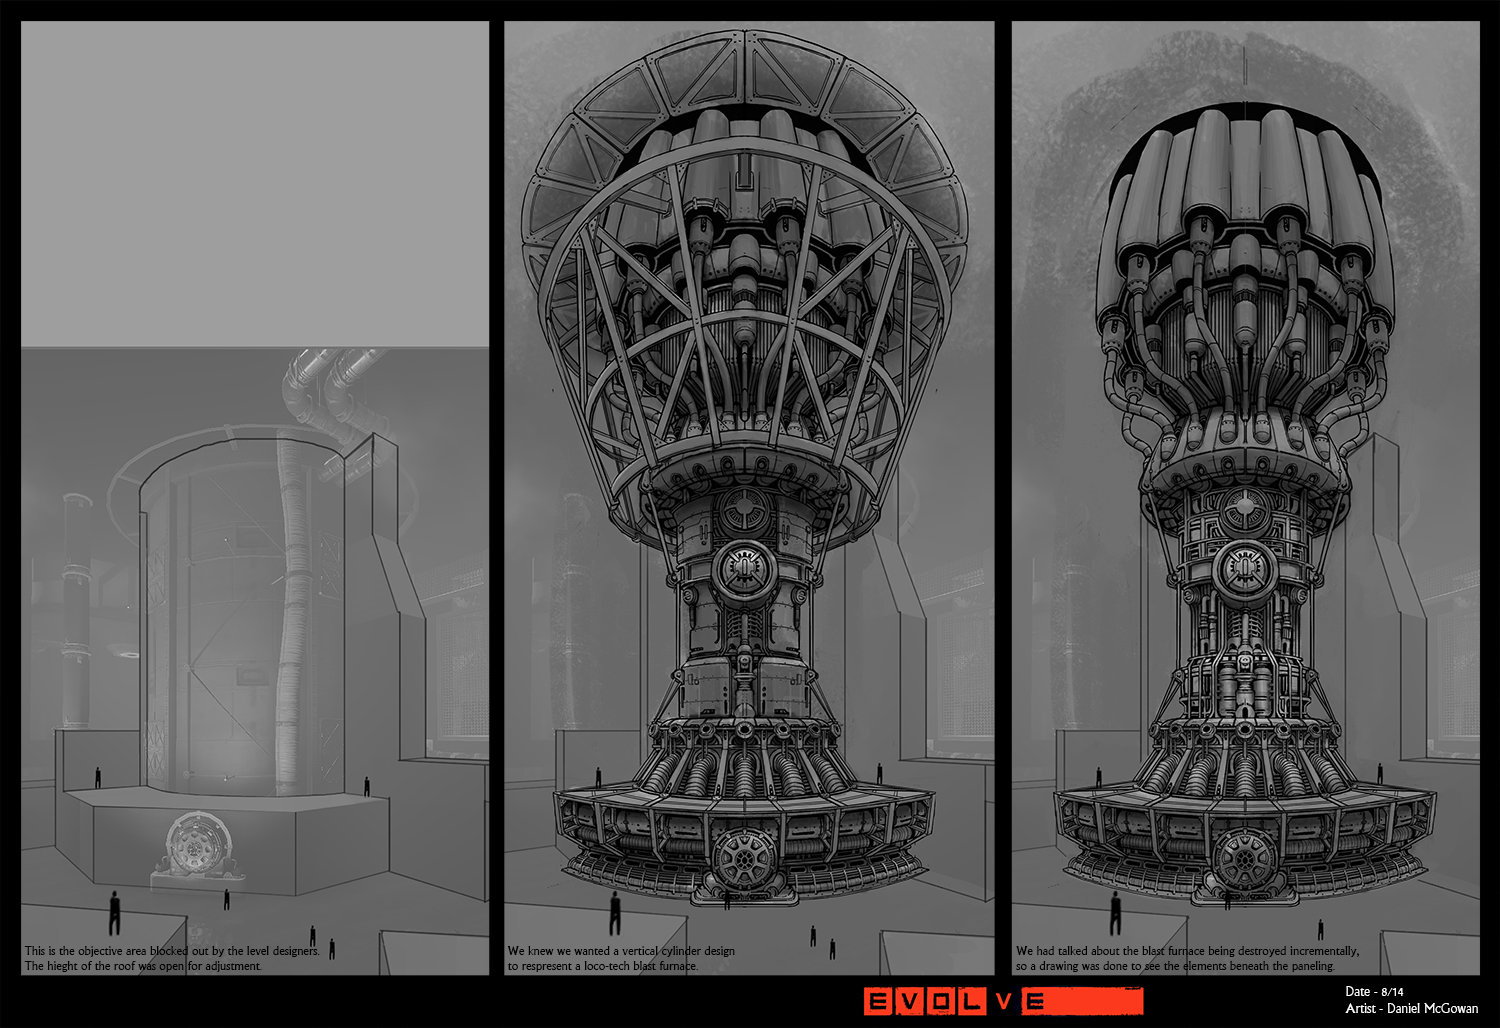 This is the objective area blocked out by the level designers.
The hieght of the roof was open for adjustment.
We knew we wanted a vertical cylinder design
to respresent a loco-tech blast furnace.
We had talked about the blast furnace being destroyed incrementally,
so a drawing was done to see the elements beneath the paneling.
EVOLVE
Date - 8/14
Artist - Daniel McGowan